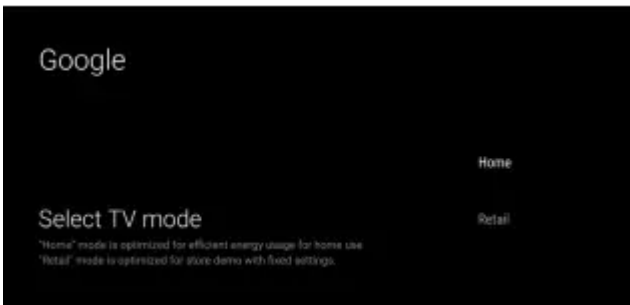 Google
Home
Select TV mode
Retail
"Home" mode is optimized for efficient energy usage for home use
"Retail" mode is optimized for store demo with fixed settings.